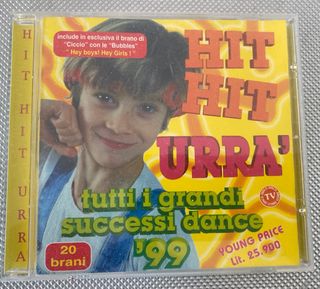 HIT HIT URRA'
include in esclusiva il brano di
"Ciccio" con le "Bubbles"
" Hey boys! Hey Girls ! "
HIT
HIT
URRA'
tutti i grandi
successi dance
'99
20
brani
TV
YOUNG PRICE
Lit. 25.900